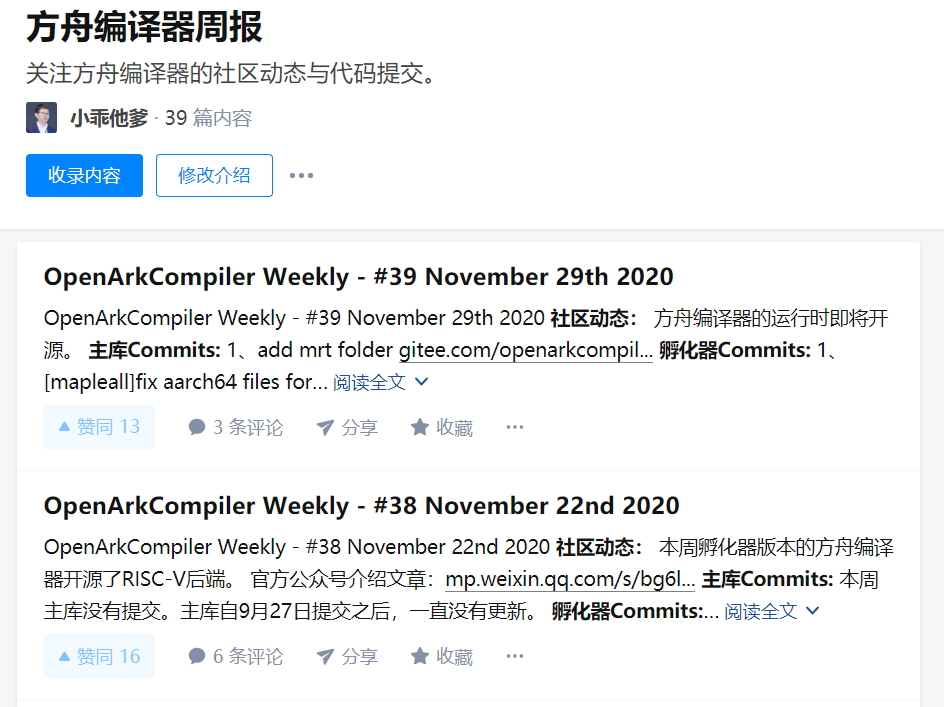 方舟编译器周报
关注方舟编译器的社区动态与代码提交。
小乖他爹 · 39 篇内容
收录内容 修改介绍
OpenArkCompiler Weekly - #39 November 29th 2020
OpenArkCompiler Weekly - #39 November 29th 2020 社区动态： 方舟编译器的运行时即将开
源。 主库Commits: 1、add mrt folder gitee.com/openarkcompil... 孵化器Commits: 1、
[mapleall]fix aarch64 files for... 阅读全文
赞同 13 3 条评论 分享 收藏
OpenArkCompiler Weekly - #38 November 22nd 2020
OpenArkCompiler Weekly - #38 November 22nd 2020 社区动态： 本周孵化器版本的方舟编译
器开源了RISC-V后端。 官方公众号介绍文章：mp.weixin.qq.com/s/bg6l... 主库Commits: 本周
主库没有提交。主库自9月27日提交之后，一直没有更新。 孵化器Commits:... 阅读全文
赞同 16 6 条评论 分享 收藏